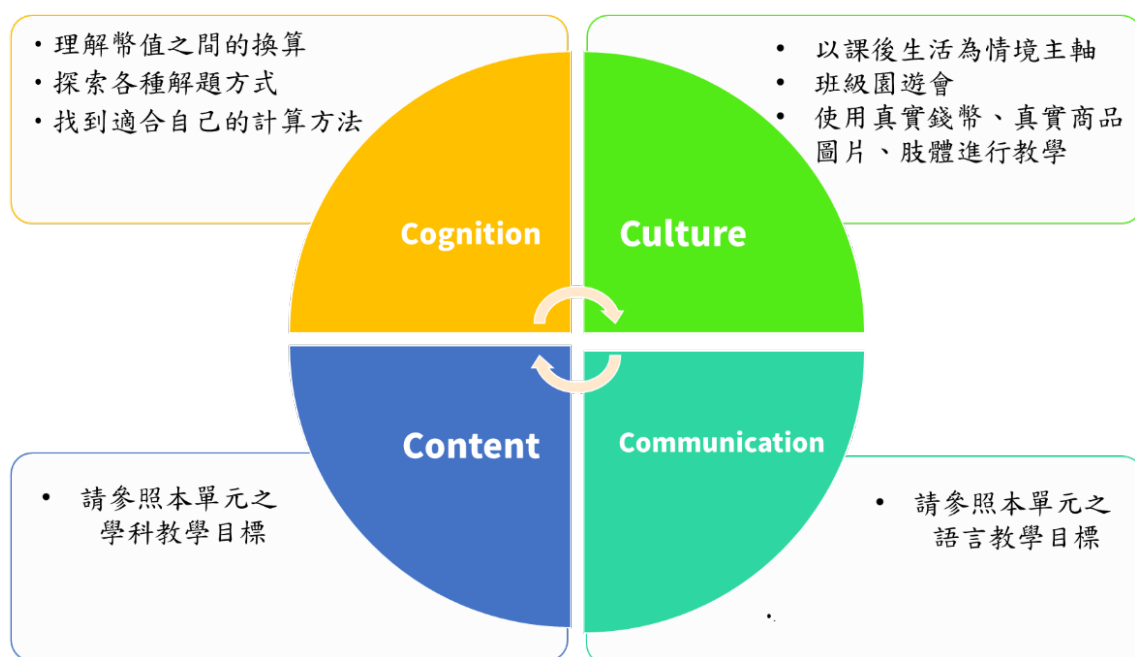 ・理解幣值之間的換算
・探索各種解題方式
・找到適合自己的計算方法
• 以課後生活為情境主軸
• 班級園遊會
• 使用真實錢幣、真實商品
圖片、肢體進行教學
Cognition
Culture
Content
Communication
• 請參照本單元之
學科教學目標
• 請參照本單元之
語言教學目標
•.